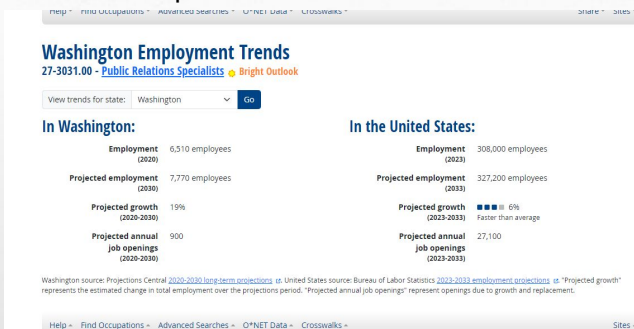 Help Find Occupations Advanced Searches O*NET Data Crosswalks Share Sites
Washington Employment Trends
27-3031.00 - Public Relations Specialists Bright Outlook
View trends for state: Washington Go
In Washington:
Employment 6,510 employees
(2020)
Projected employment 7,770 employees
(2030)
Projected growth 19%
(2020-2030)
Projected annual 900
job openings
(2020-2030)
In the United States:
Employment 308,000 employees
(2023)
Projected employment 327,200 employees
(2033)
Projected growth 6%
(2023-2033) Faster than average
Projected annual 27,100
job openings
(2023-2033)
Washington source: Projections Central 2020-2030 long-term projections. United States source: Bureau of Labor Statistics 2023-2033 employment projections. "Projected growth"
represents the estimated change in total employment over the projections period. "Projected annual job openings" represent openings due to growth and replacement.
Help Find Occupations Advanced Searches O*NET Data Crosswalks Sites